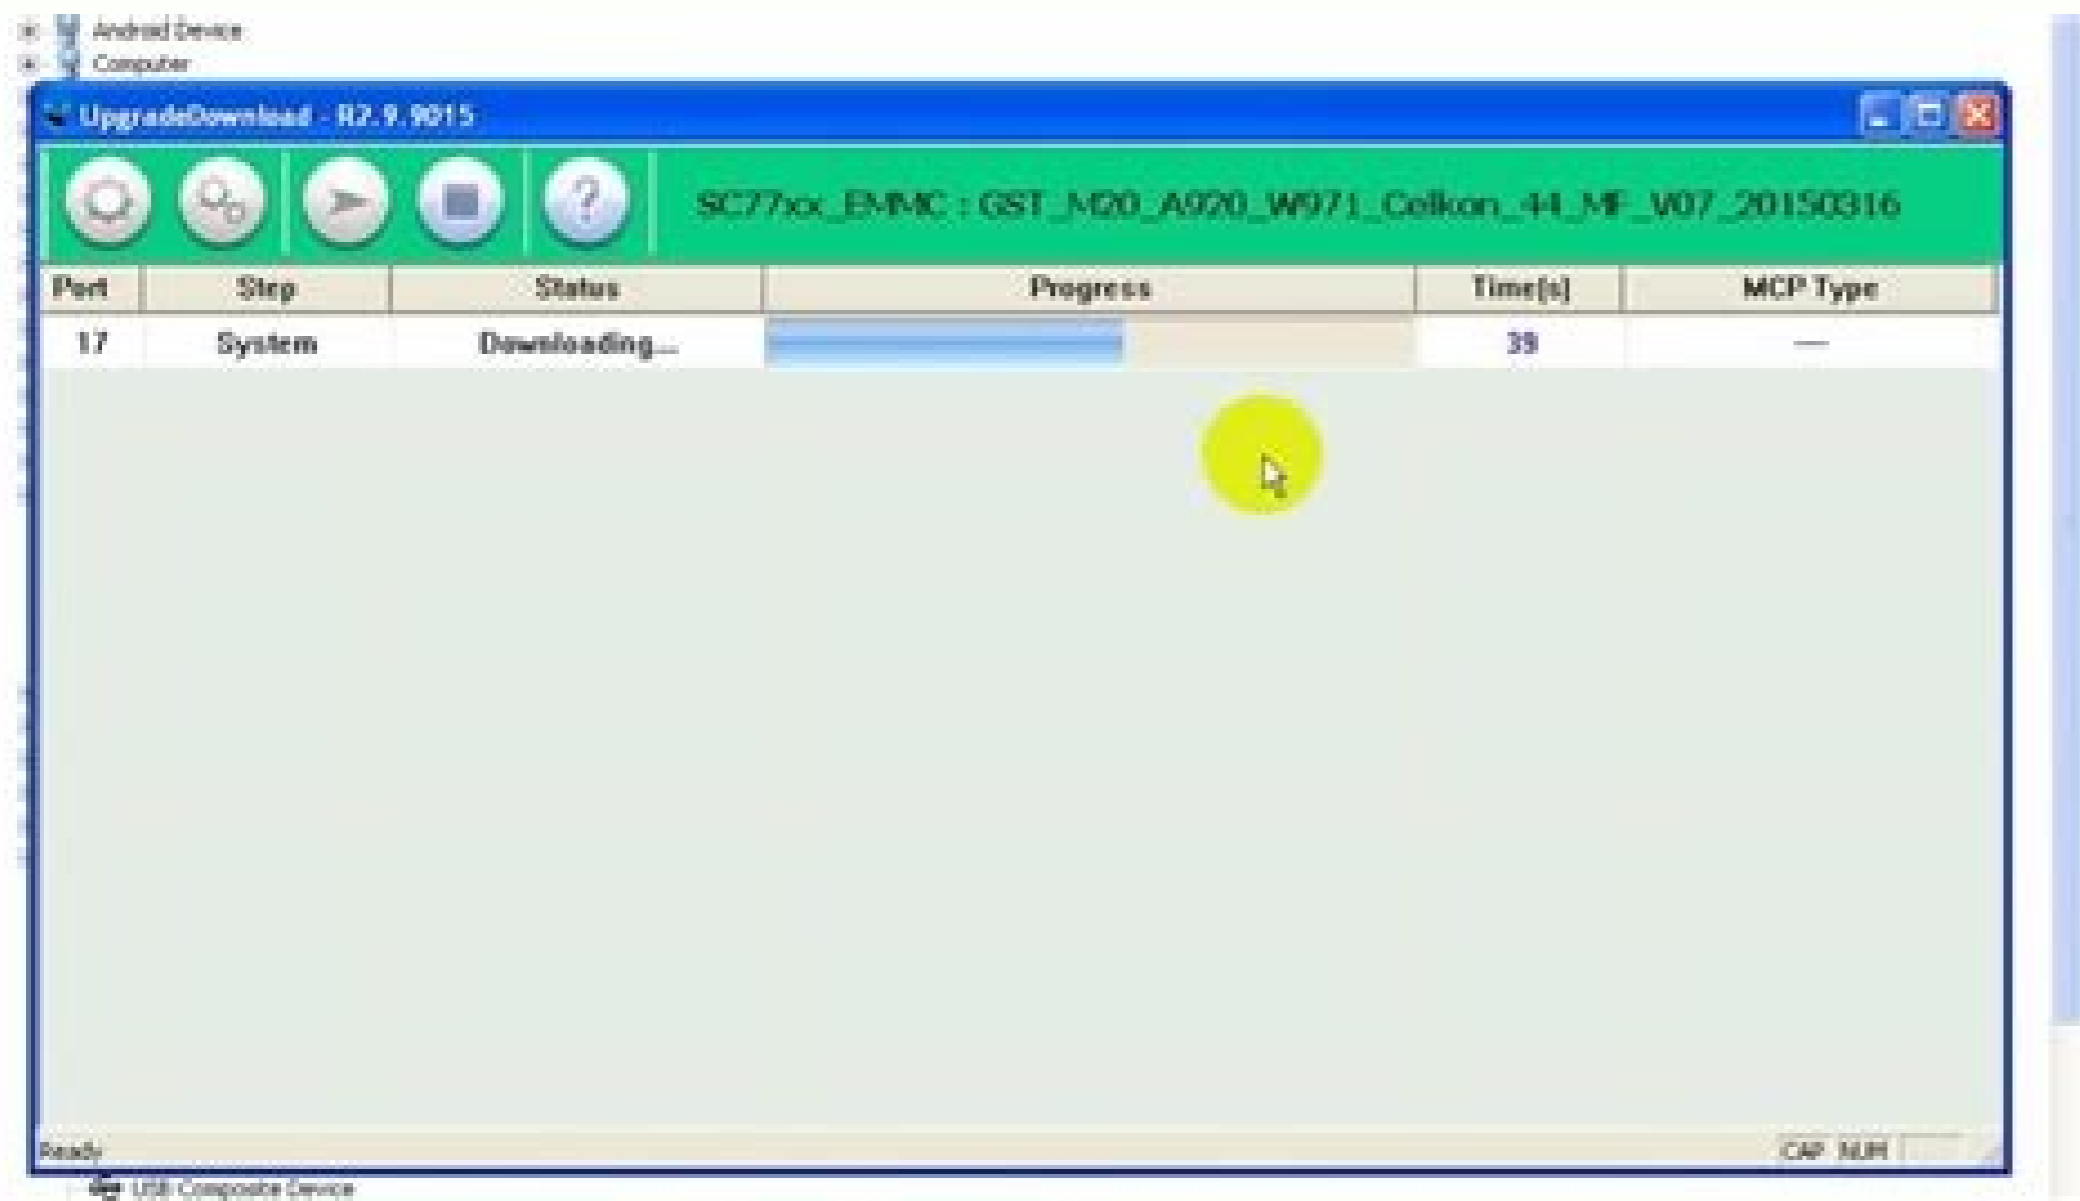 Android Device
Computer
UpgradeDownload - R2.9.9015
SC77xx_EMMC : GST_M20_A920_W971_Celkon_44_MF_V07_20150316
Port Step Status Progress Time(s) MCP Type
17 System Downloading... 39 ---
Ready CAP NUM
USB Composite Device